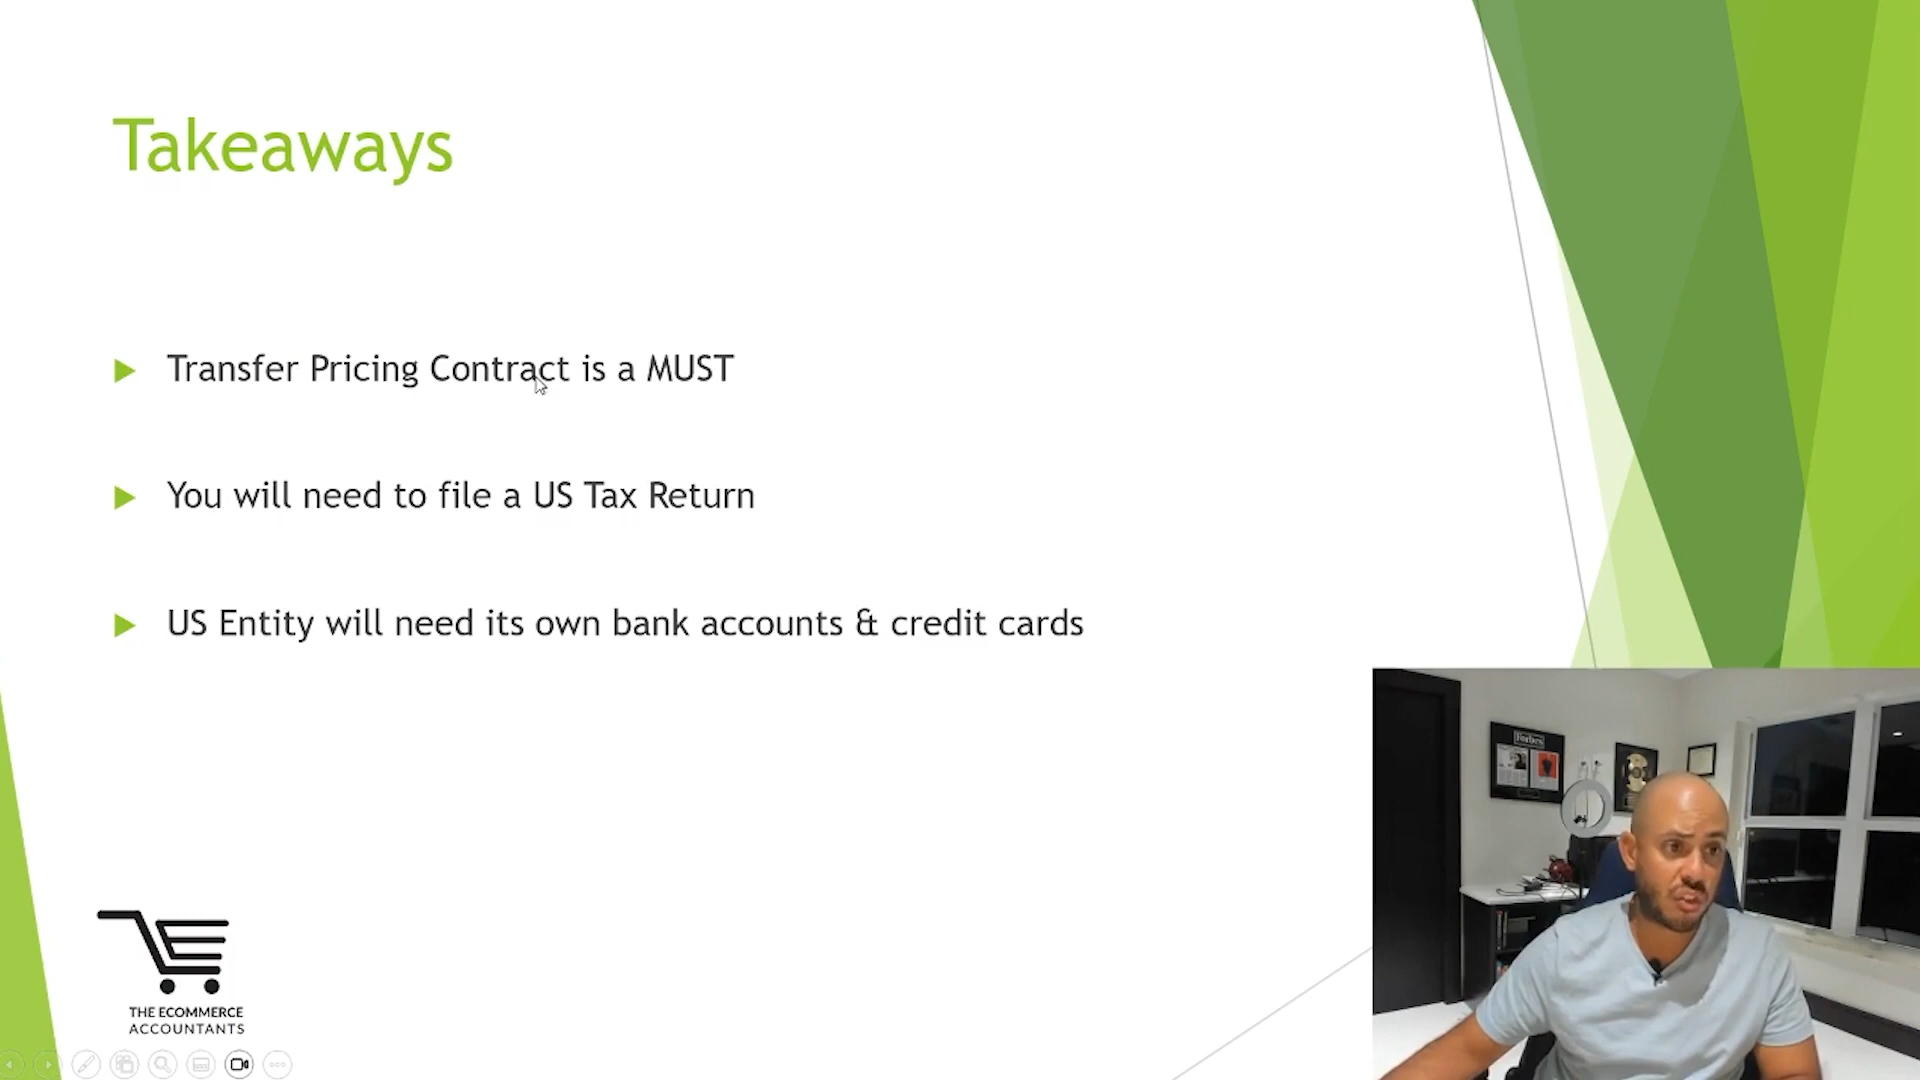 Takeaways
Transfer Pricing Contract is a MUST
You will need to file a US Tax Return
US Entity will need its own bank accounts & credit cards
THE ECOMMERCE
ACCOUNTANTS
Forbes